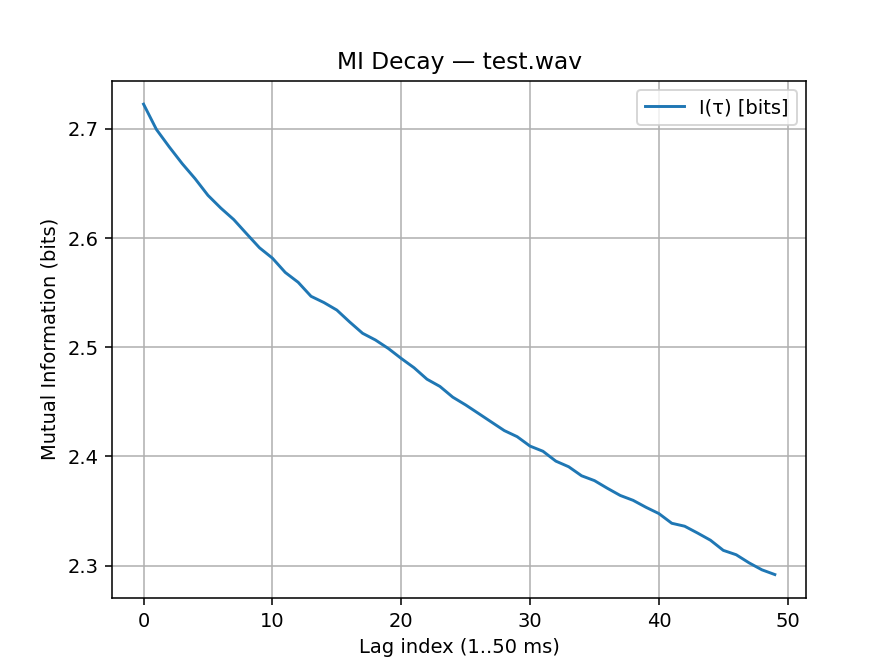 MI Decay — test.wav
I(τ) [bits]
Mutual Information (bits)
2.7
2.6
2.5
2.4
2.3
0 10 20 30 40 50
Lag index (1..50 ms)